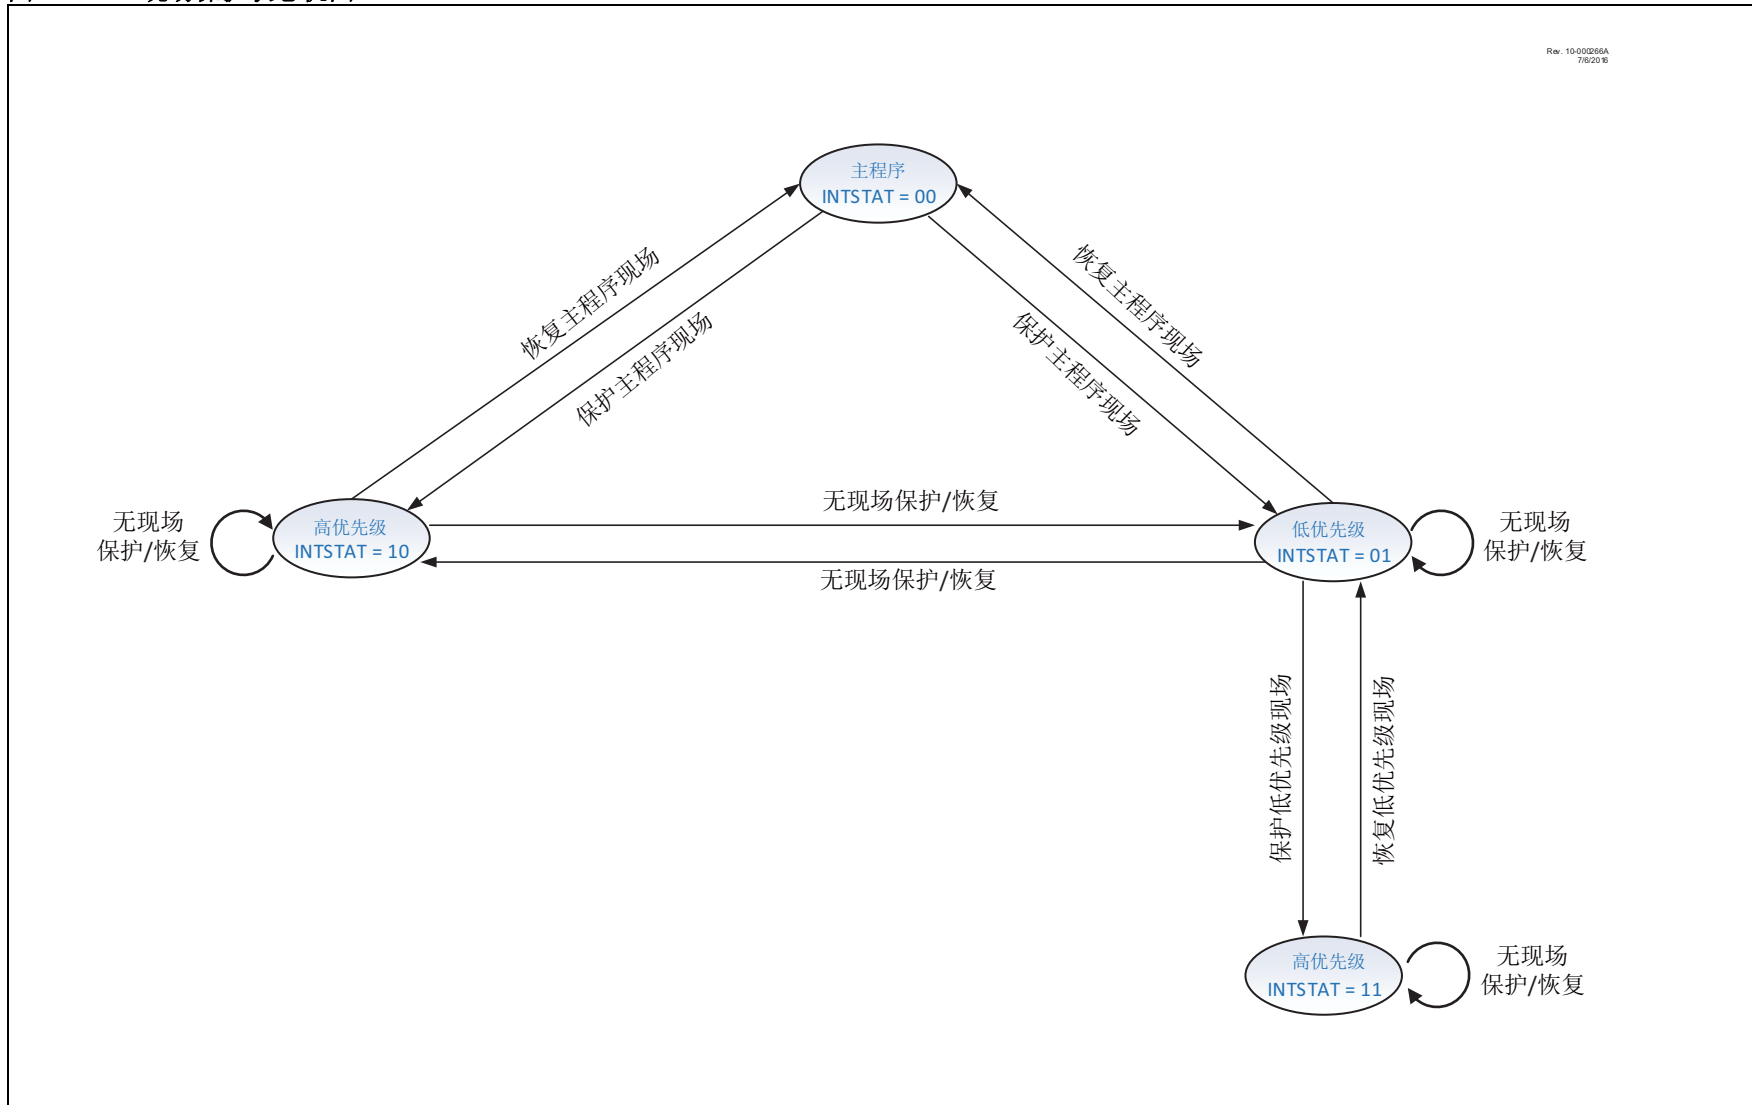 Rev. 10-000266A
7/6/2016
主程序
INTSTAT = 00
恢复主程序现场
保护主程序现场
恢复主程序现场
保护主程序现场
无现场
保护/恢复
高优先级
INTSTAT = 10
无现场保护/恢复
无现场保护/恢复
低优先级
INTSTAT = 01
无现场
保护/恢复
保护低优先级现场
恢复低优先级现场
高优先级
INTSTAT = 11
无现场
保护/恢复